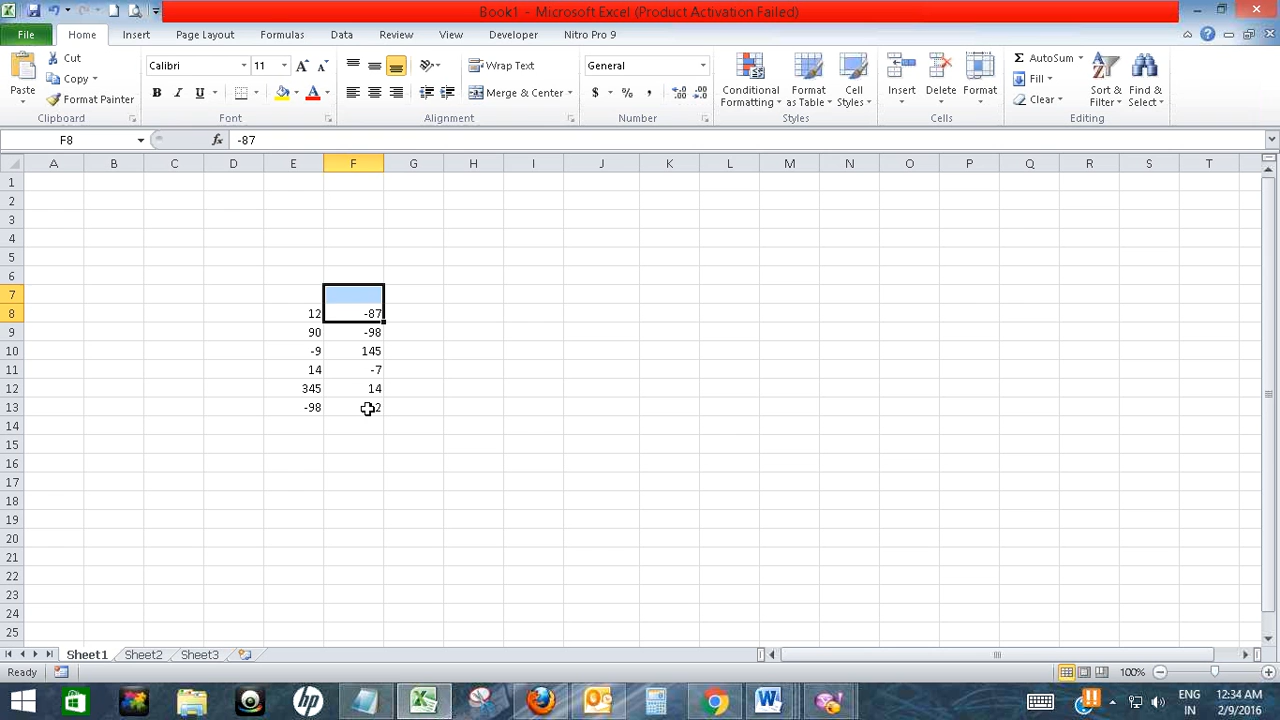 Book1 - Microsoft Excel (Product Activation Failed)
File Home Insert Page Layout Formulas Data Review View Developer Nitro Pro 9
Paste
Cut
Copy
Format Painter
Clipboard
Calibri 11
B I U
Font
Wrap Text
Merge & Center
Alignment
General
$ % ,
Number
Conditional Formatting
Format as Table
Cell Styles
Styles
Insert Delete Format
Cells
AutoSum
Fill
Clear
Sort & Filter
Find & Select
Editing
F8 fx -87
A B C D E F G H I J K L M N O P Q R S T
1
2
3
4
5
6
7
8 12 -87
9 90 -98
10 -9 145
11 14 -7
12 345 14
13 -98 2
14
15
16
17
18
19
20
21
22
23
24
25
Sheet1 Sheet2 Sheet3
Ready 100%
ENG IN
12:34 AM
2/9/2016